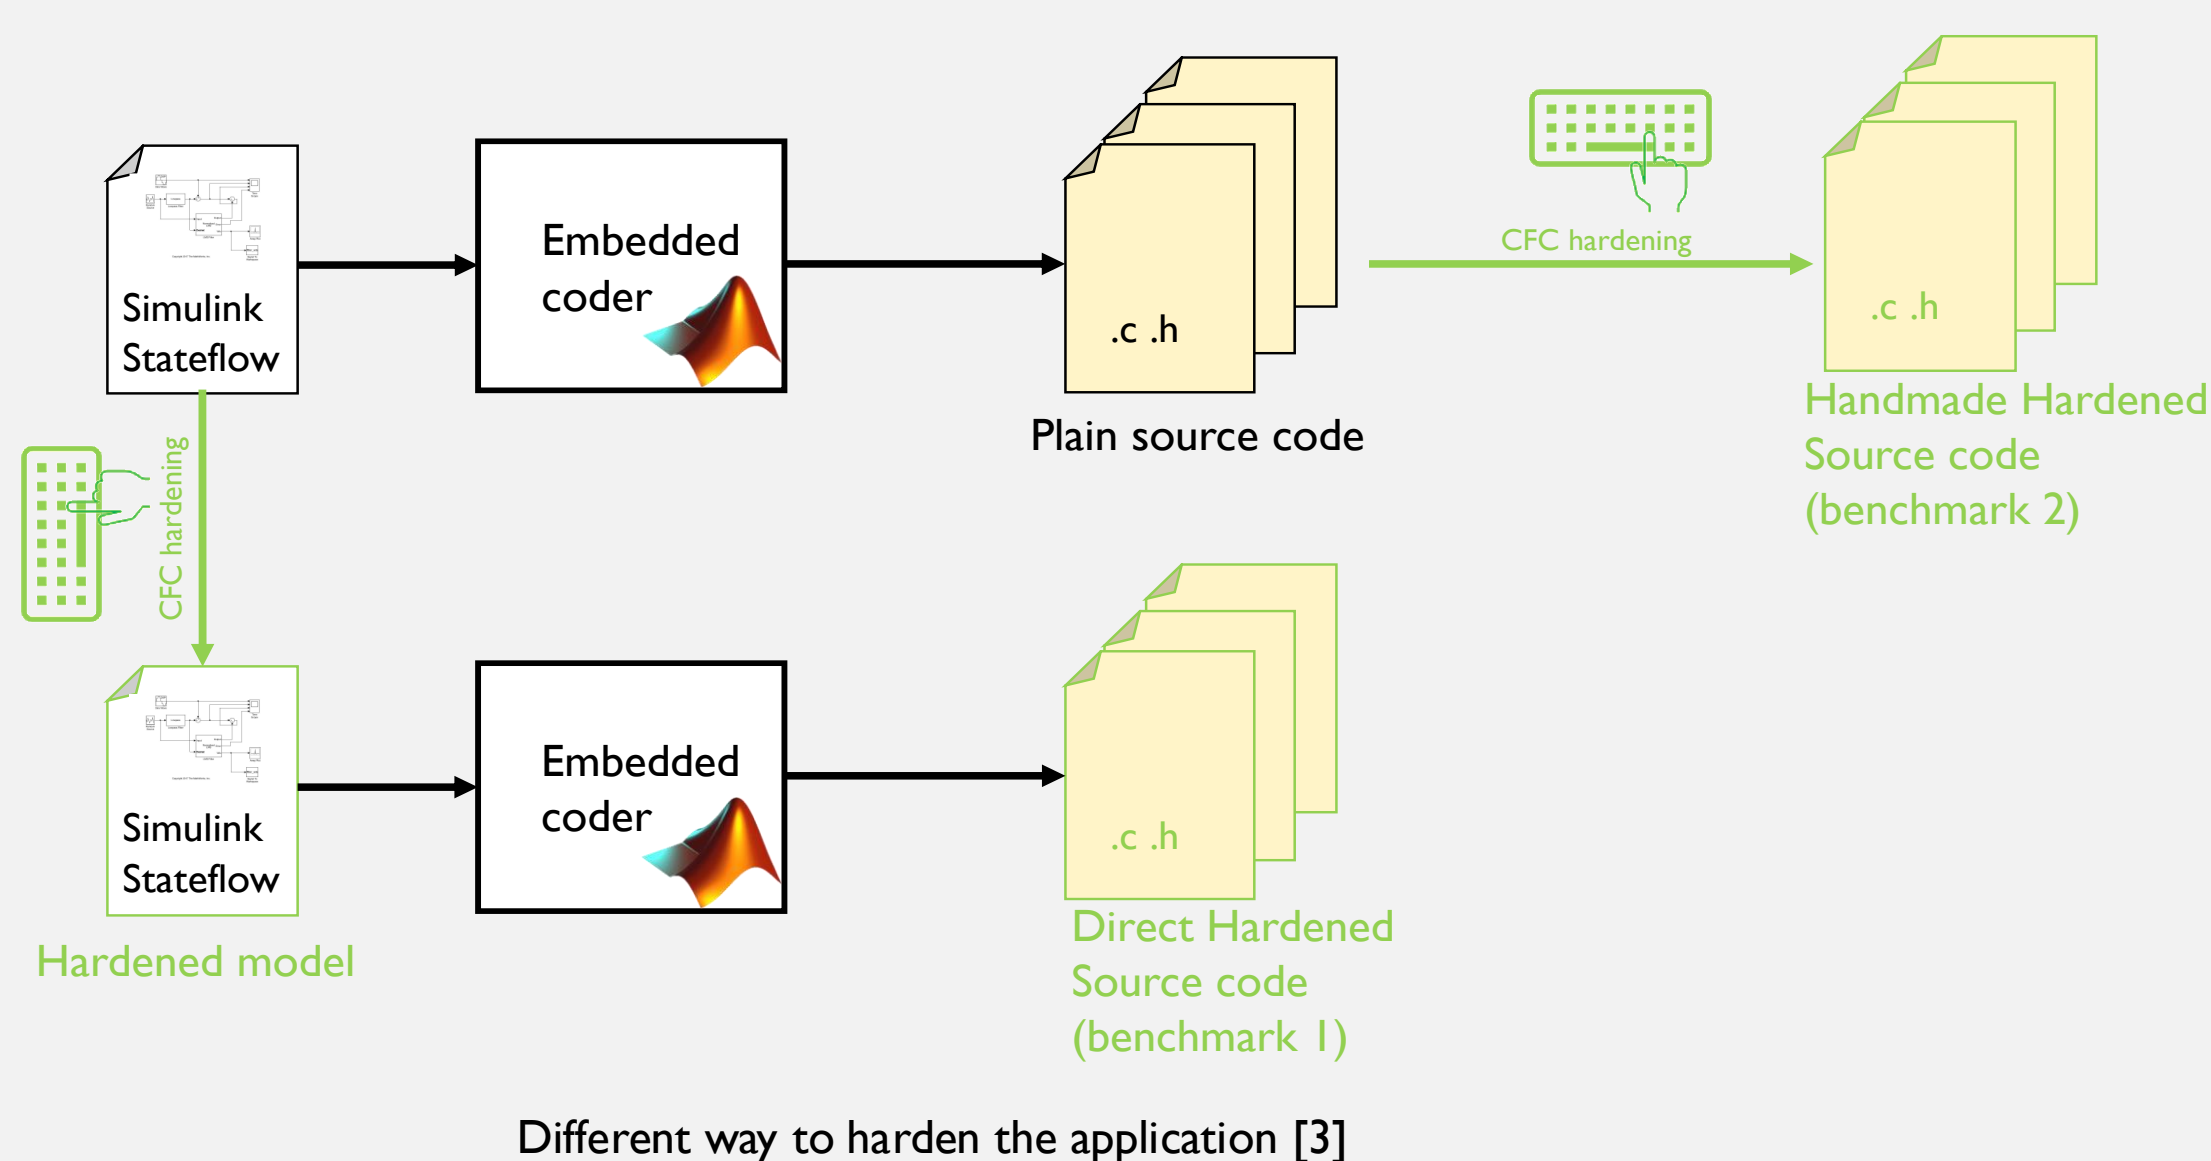 Simulink
Stateflow
Embedded
coder
.c .h
Plain source code
CFC hardening
.c .h
Handmade Hardened
Source code
(benchmark 2)
CFC hardening
Simulink
Stateflow
Hardened model
Embedded
coder
.c .h
Direct Hardened
Source code
(benchmark 1)
Different way to harden the application [3]